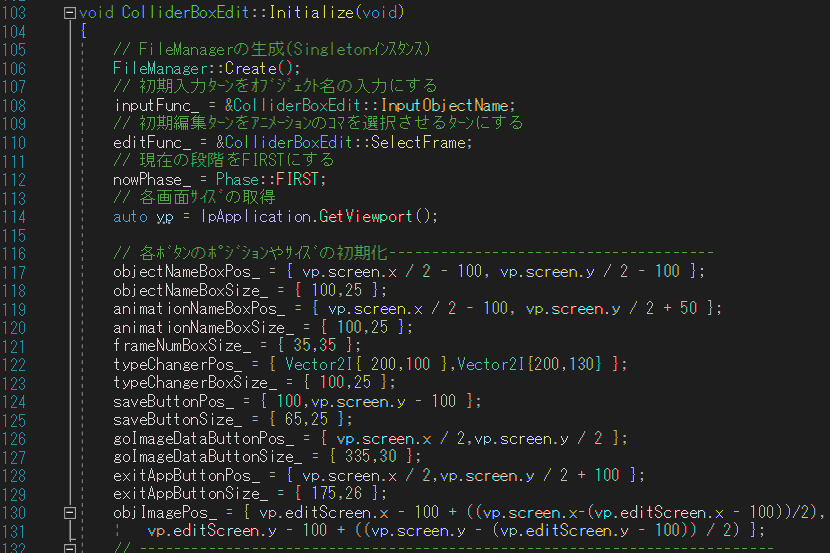 103 void ColliderBoxEdit::Initialize(void)
104 {
105 // FileManagerの生成(Singletonｲﾝｽﾀﾝｽ)
106 FileManager::Create();
107 // 初期入力ﾀｰﾝをｵﾌﾞｼﾞｪｸﾄ名の入力にする
108 inputFunc_ = &ColliderBoxEdit::InputObjectName;
109 // 初期編集ﾀｰﾝをｱﾆﾒｰｼｮﾝのｺﾏを選択させるﾀｰﾝにする
110 editFunc_ = &ColliderBoxEdit::SelectFrame;
111 // 現在の段階をFIRSTにする
112 nowPhase_ = Phase::FIRST;
113 // 各画面ｻｲｽﾞの取得
114 auto vp = lpApplication.GetViewport();
115
116 // 各ﾎﾞﾀﾝのﾎﾟｼﾞｼｮﾝやｻｲｽﾞの初期化-------------------------------------
117 objectNameBoxPos_ = { vp.screen.x / 2 - 100, vp.screen.y / 2 - 100 };
118 objectNameBoxSize_ = { 100,25 };
119 animationNameBoxPos_ = { vp.screen.x / 2 - 100, vp.screen.y / 2 + 50 };
120 animationNameBoxSize_ = { 100,25 };
121 frameNumBoxSize_ = { 35,35 };
122 typeChangerPos_ = { Vector2I{ 200,100 },Vector2I{200,130} };
123 typeChangerBoxSize_ = { 100,25 };
124 saveButtonPos_ = { 100,vp.screen.y - 100 };
125 saveButtonSize_ = { 65,25 };
126 goImageDataButtonPos_ = { vp.screen.x / 2,vp.screen.y / 2 };
127 goImageDataButtonSize_ = { 335,30 };
128 exitAppButtonPos_ = { vp.screen.x / 2,vp.screen.y / 2 + 100 };
129 exitAppButtonSize_ = { 175,26 };
130 objImagePos_ = { vp.editScreen.x - 100 + ((vp.screen.x-(vp.editScreen.x - 100))/2),
131 vp.editScreen.y - 100 + ((vp.screen.y - (vp.editScreen.y - 100)) / 2) };
132 // ------------------------------------------------------------------